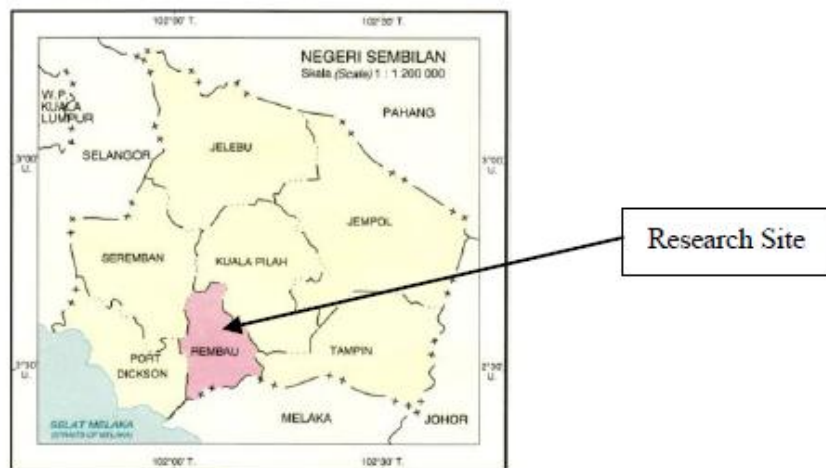 102°00' T.
102°30' T.
NEGERI SEMBILAN
Skala (Scale) 1 : 1 200 000
W.P.
KUALA
LUMPUR
PAHANG
SELANGOR
JELEBU
3°00'
U.
3°00'
U.
JEMPOL
SEREMBAN
KUALA PILAH
Research Site
REMBAU
TAMPIN
PORT
DICKSON
2°30'
U.
2°30'
U.
SELAT MELAKA
(STRAITS OF MELAKA)
MELAKA
JOHOR
102°00' T.
102°30' T.